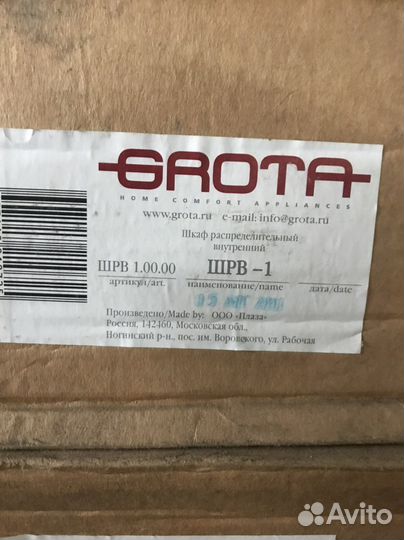 GROTA
HOME COMFORT APPLIANCES
www.grota.ru e-mail: info@grota.ru
Шкаф распределительный
внутренний
ШРВ 1.00.00 ШРВ –1
артикул/art. наименование/name дата/date
Произведено/Made by: ООО «Плаза»
Россия, 142460, Московская обл.,
Ногинский р-н., пос. им. Воровского, ул. Рабочая
Avito